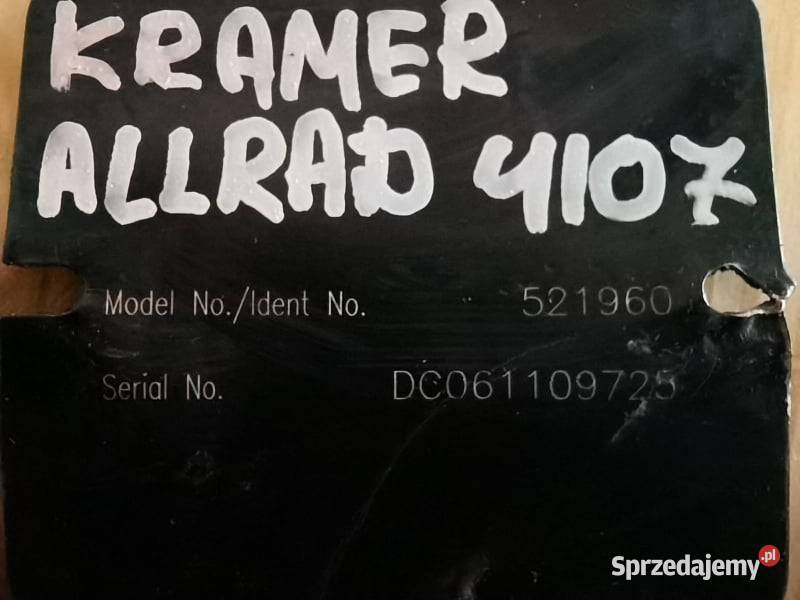 KRAMER
ALLRAD 4107
Model No./Ident No. 521960
Serial No. DC061109725
Sprzedajemy.pl